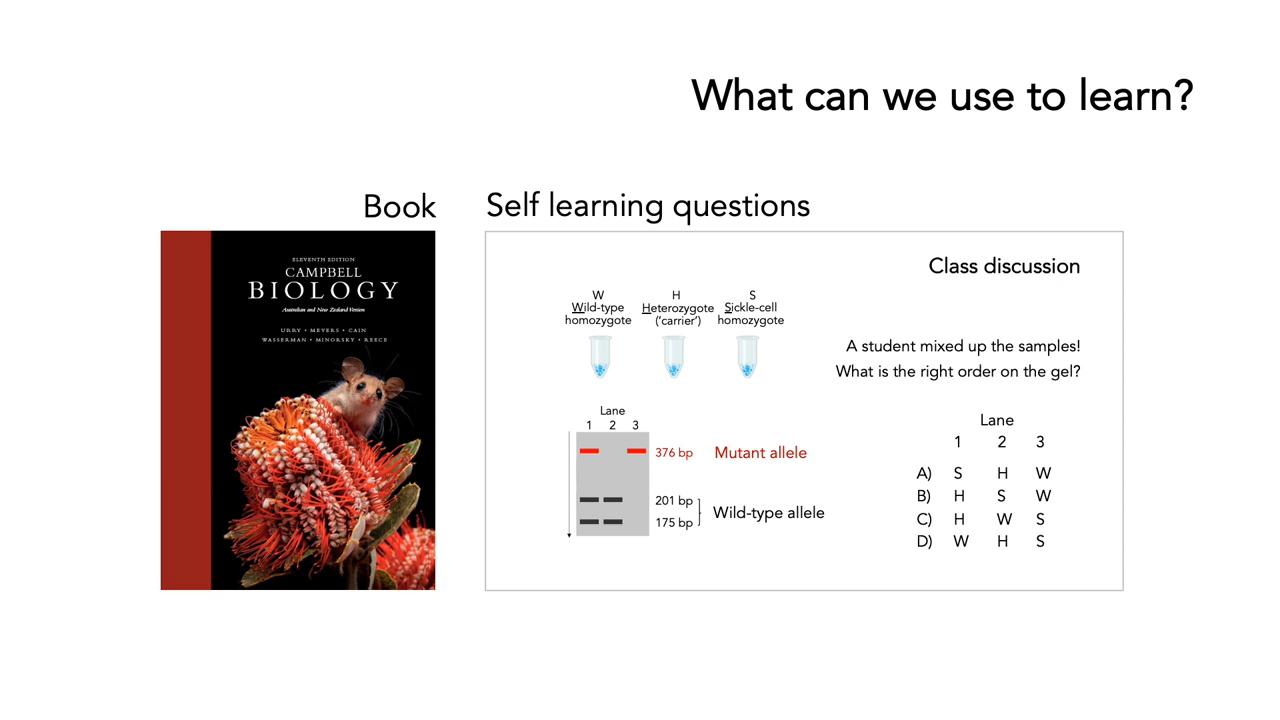 What can we use to learn?
Book
ELEVENTH EDITION
CAMPBELL
BIOLOGY
Australian and New Zealand Version
URRY • MEYERS • CAIN
WASSERMAN • MINORSKY • REECE
Self learning questions
Class discussion
W
Wild-type
homozygote
H
Heterozygote
(‘carrier’)
S
Sickle-cell
homozygote
A student mixed up the samples!
What is the right order on the gel?
Lane
1 2 3
376 bp Mutant allele
201 bp
175 bp
Wild-type allele
Lane
1 2 3
A) S H W
B) H S W
C) H W S
D) W H S